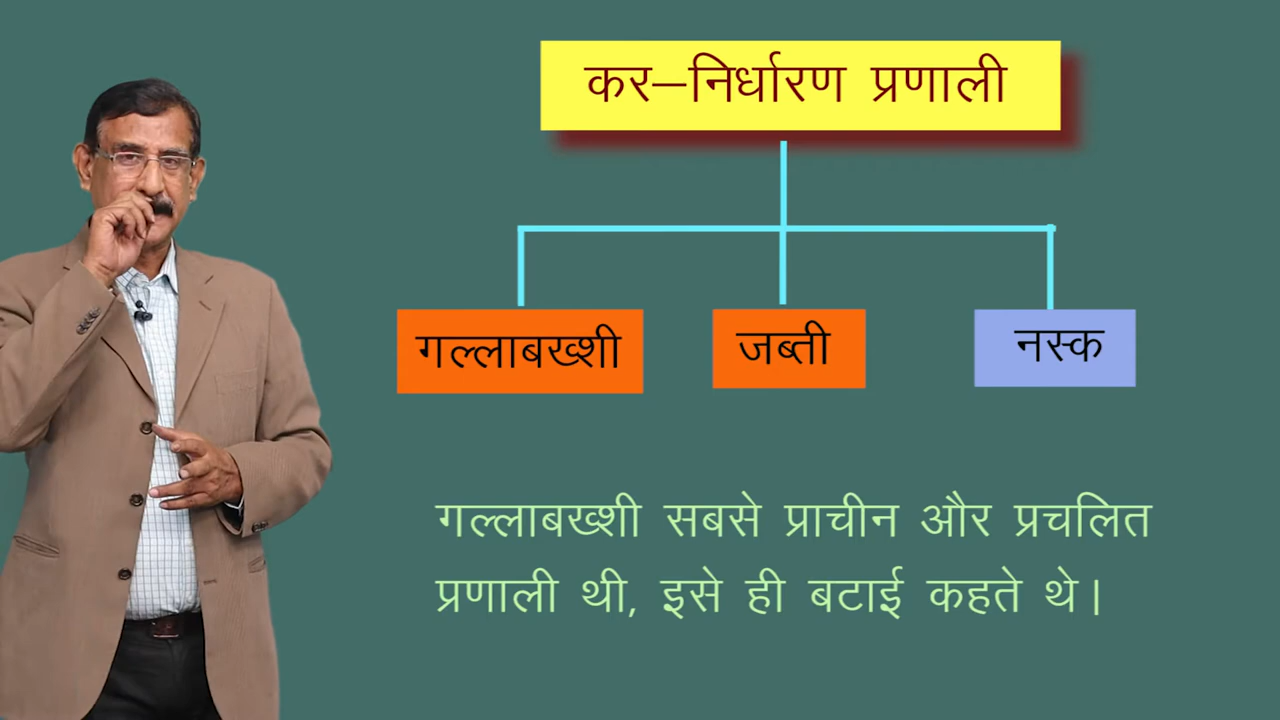 कर–निर्धारण प्रणाली
गल्लाबख्शी
जब्ती
नस्क
गल्लाबख्शी सबसे प्राचीन और प्रचलित
प्रणाली थी, इसे ही बटाई कहते थे।